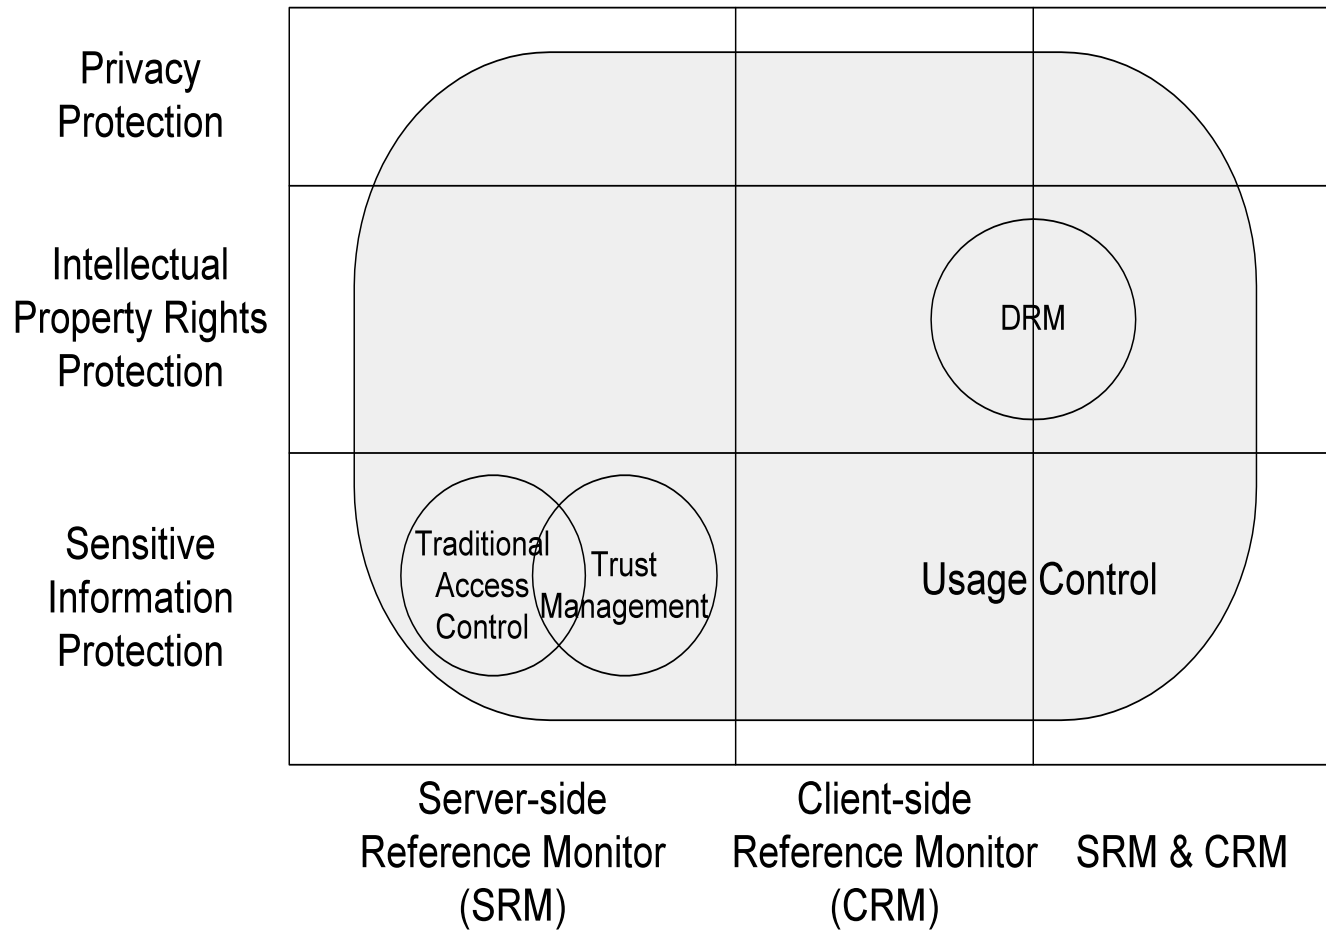 Privacy
Protection
Intellectual
Property Rights
Protection
DRM
Sensitive
Information
Protection
Traditional
Access
Control
Trust
Management
Usage Control
Server-side
Reference Monitor
(SRM)
Client-side
Reference Monitor
(CRM)
SRM & CRM